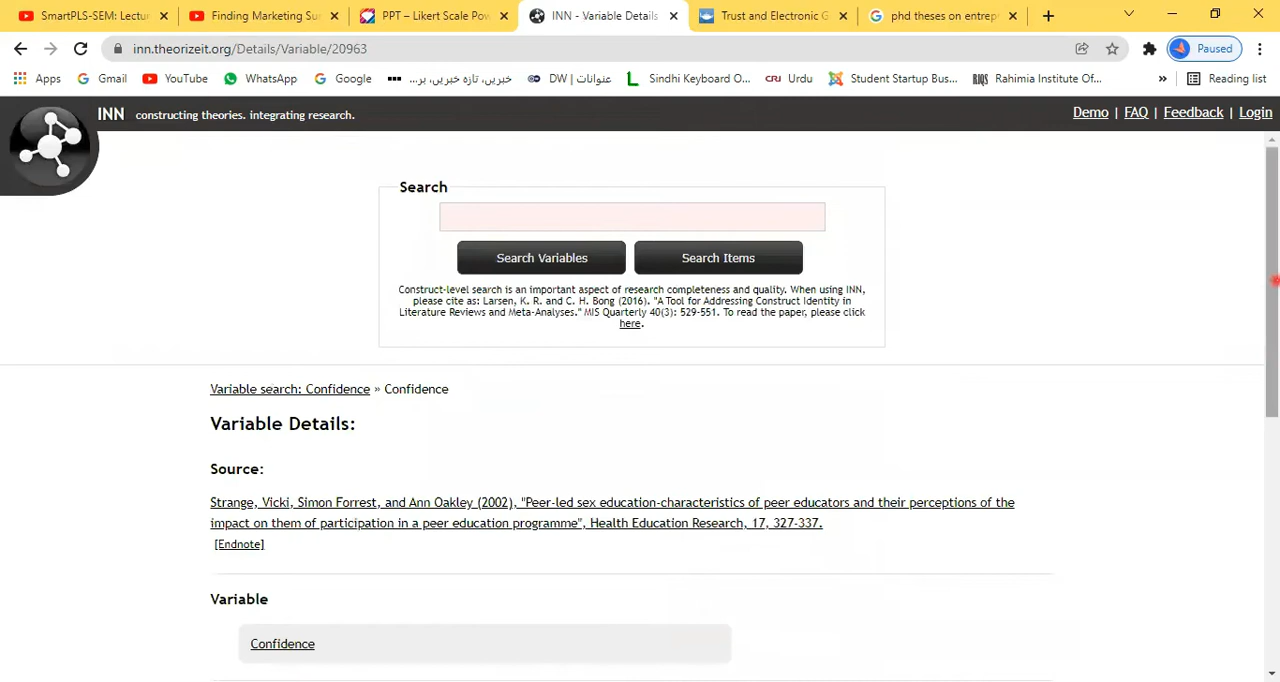 SmartPLS-SEM: Lectur
Finding Marketing Su
PPT – Likert Scale Pow
INN - Variable Details
Trust and Electronic G
phd theses on entrep
inn.theorizeit.org/Details/Variable/20963
Paused
Apps
Gmail
YouTube
WhatsApp
Google
خبریں، تازہ خبریں، بر...
DW | عنوانات
Sindhi Keyboard O...
CRJ
Urdu
Student Startup Bus...
Rahimia Institute Of...
»
Reading list
INN constructing theories. integrating research.
Demo | FAQ | Feedback | Login
Search
Search Variables
Search Items
Construct-level search is an important aspect of research completeness and quality. When using INN,
please cite as: Larsen, K. R. and C. H. Bong (2016). "A Tool for Addressing Construct Identity in
Literature Reviews and Meta-Analyses." MIS Quarterly 40(3): 529-551. To read the paper, please click
here.
Variable search: Confidence » Confidence
Variable Details:
Source:
Strange, Vicki, Simon Forrest, and Ann Oakley (2002), "Peer-led sex education-characteristics of peer educators and their perceptions of the
impact on them of participation in a peer education programme", Health Education Research, 17, 327-337.
[Endnote]
Variable
Confidence